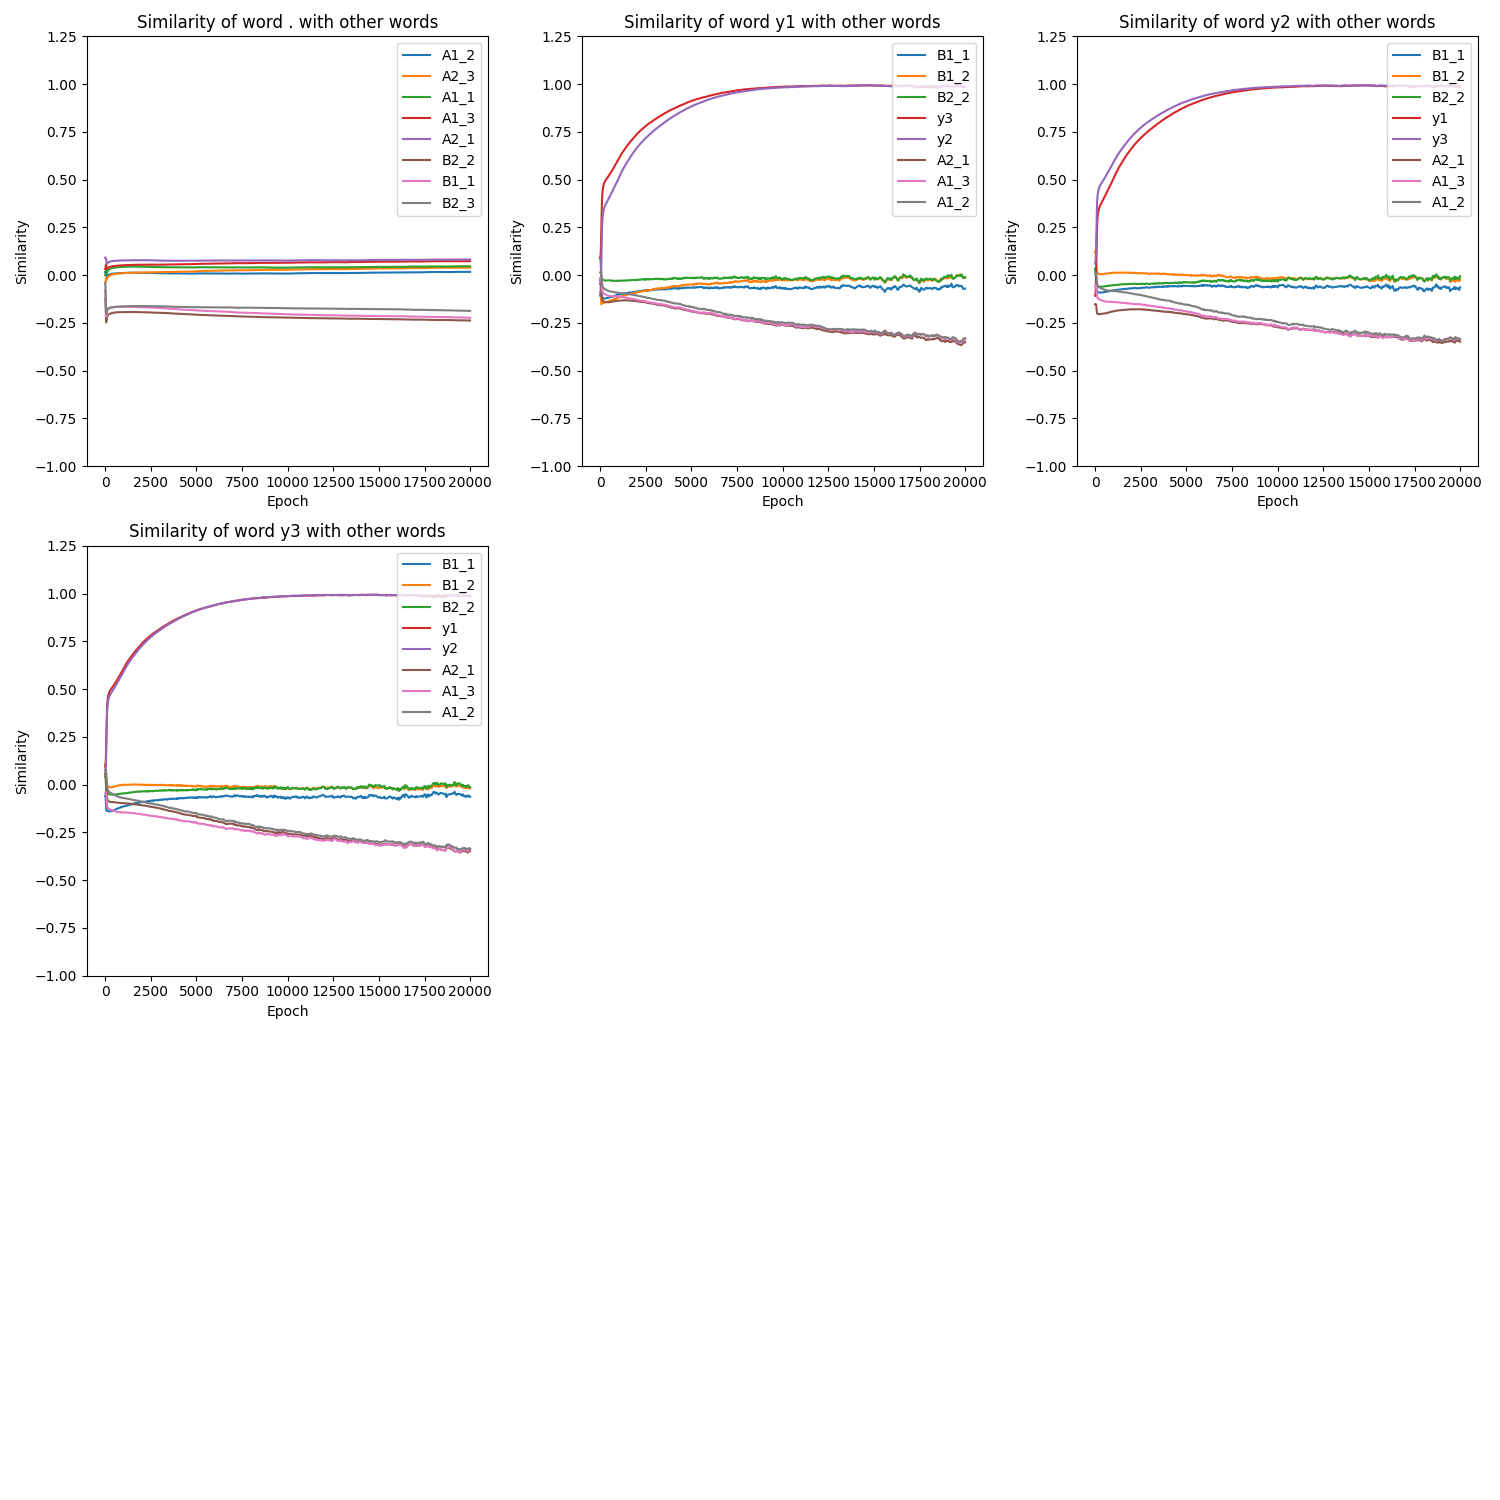 Similarity of word . with other words
1.25
1.00
0.75
0.50
0.25
0.00
−0.25
−0.50
−0.75
−1.00
Similarity
0 2500 5000 7500 10000 12500 15000 17500 20000
Epoch
A1_2
A2_3
A1_1
A1_3
A2_1
B2_2
B1_1
B2_3
Similarity of word y1 with other words
1.25
1.00
0.75
0.50
0.25
0.00
−0.25
−0.50
−0.75
−1.00
Similarity
0 2500 5000 7500 10000 12500 15000 17500 20000
Epoch
B1_1
B1_2
B2_2
y3
y2
A2_1
A1_3
A1_2
Similarity of word y2 with other words
1.25
1.00
0.75
0.50
0.25
0.00
−0.25
−0.50
−0.75
−1.00
Similarity
0 2500 5000 7500 10000 12500 15000 17500 20000
Epoch
B1_1
B1_2
B2_2
y1
y3
A2_1
A1_3
A1_2
Similarity of word y3 with other words
1.25
1.00
0.75
0.50
0.25
0.00
−0.25
−0.50
−0.75
−1.00
Similarity
0 2500 5000 7500 10000 12500 15000 17500 20000
Epoch
B1_1
B1_2
B2_2
y1
y2
A2_1
A1_3
A1_2